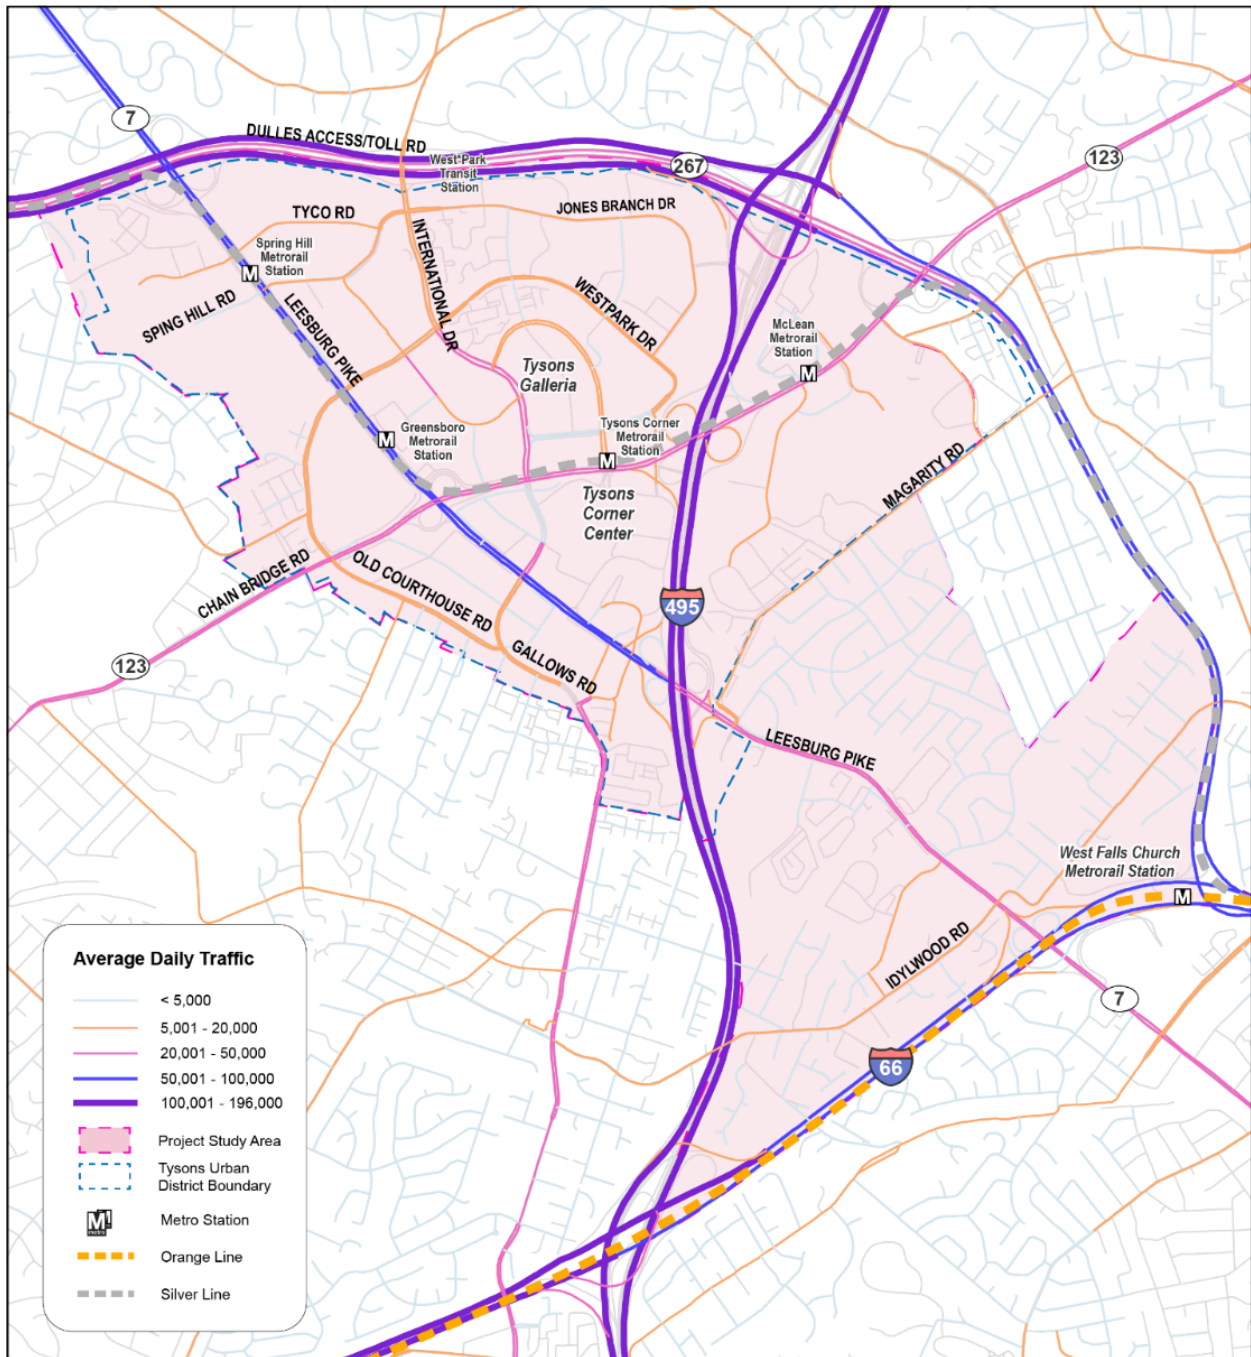 7
DULLES ACCESS/TOLL RD
West Park
Transit
Station
267
123
TYCO RD
JONES BRANCH DR
Spring Hill
Metrorail
Station
M
INTERNATIONAL DR
SPING HILL RD
LEESBURG PIKE
WESTPARK DR
McLean
Metrorail
Station
M
Tysons
Galleria
Greensboro
Metrorail
Station
M
Tysons Corner
Metrorail
Station
M
MAGARITY RD
Tysons
Corner
Center
CHAIN BRIDGE RD
OLD COURTHOUSE RD
495
GALLOWS RD
123
LEESBURG PIKE
West Falls Church
Metrorail Station
M
IDYLWOOD RD
7
66
Average Daily Traffic
< 5,000
5,001 - 20,000
20,001 - 50,000
50,001 - 100,000
100,001 - 196,000
Project Study Area
Tysons Urban
District Boundary
M
Metro Station
Orange Line
Silver Line